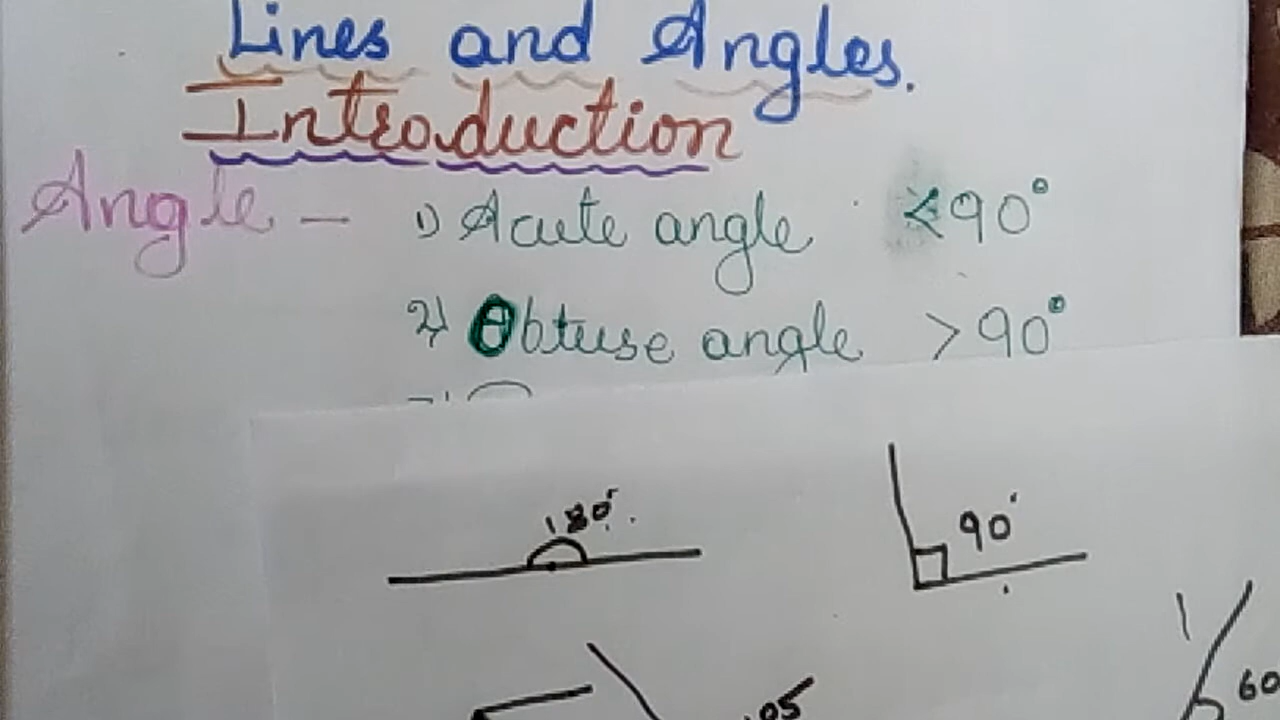 Lines and Angles.
Introduction
Angle — 1) Acute angle <90°
2) Obtuse angle >90°
180°
90°
60